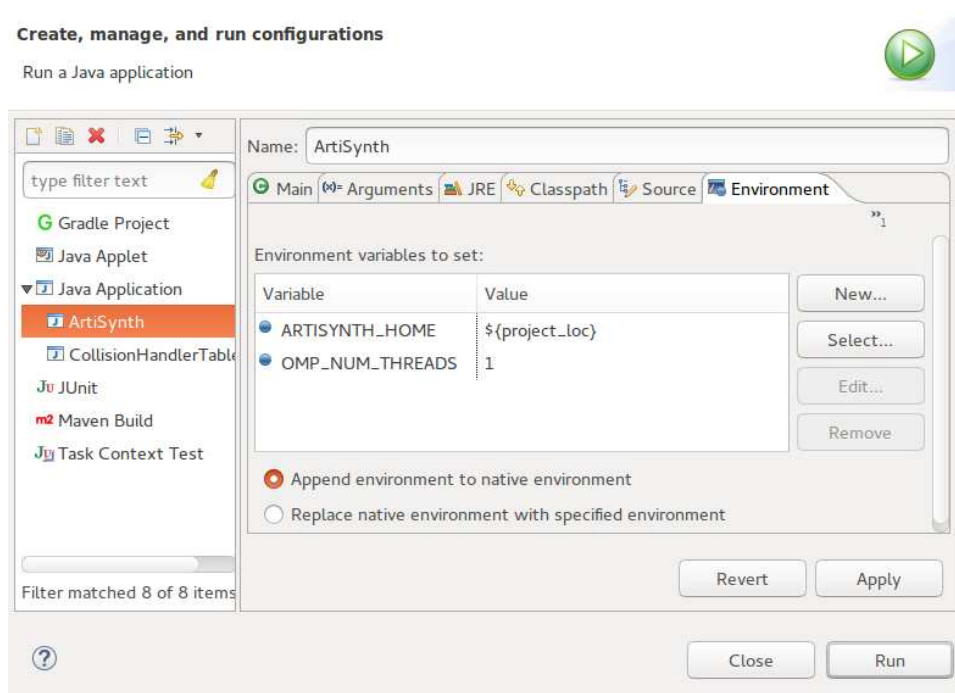 Create, manage, and run configurations
Run a Java application
type filter text
G Gradle Project
Java Applet
Java Application
ArtiSynth
CollisionHandlerTable
Ju JUnit
m2 Maven Build
Task Context Test
Filter matched 8 of 8 items
Name: ArtiSynth
Main (x)= Arguments JRE Classpath Source Environment
»1
Environment variables to set:
Variable Value
ARTISYNTH_HOME ${project_loc}
OMP_NUM_THREADS 1
New...
Select...
Edit...
Remove
Append environment to native environment
Replace native environment with specified environment
Revert Apply
? Close Run